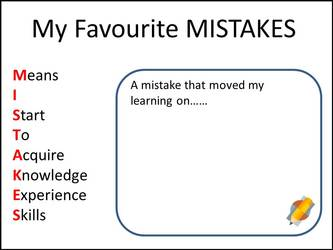 My Favourite MISTAKES
Means
I
Start
To
Acquire
Knowledge
Experience
Skills
A mistake that moved my
learning on……